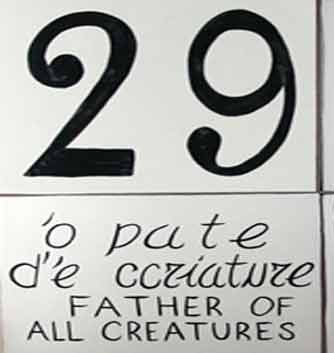 29
'o pate
d''e ccriature
FATHER OF
ALL CREATURES